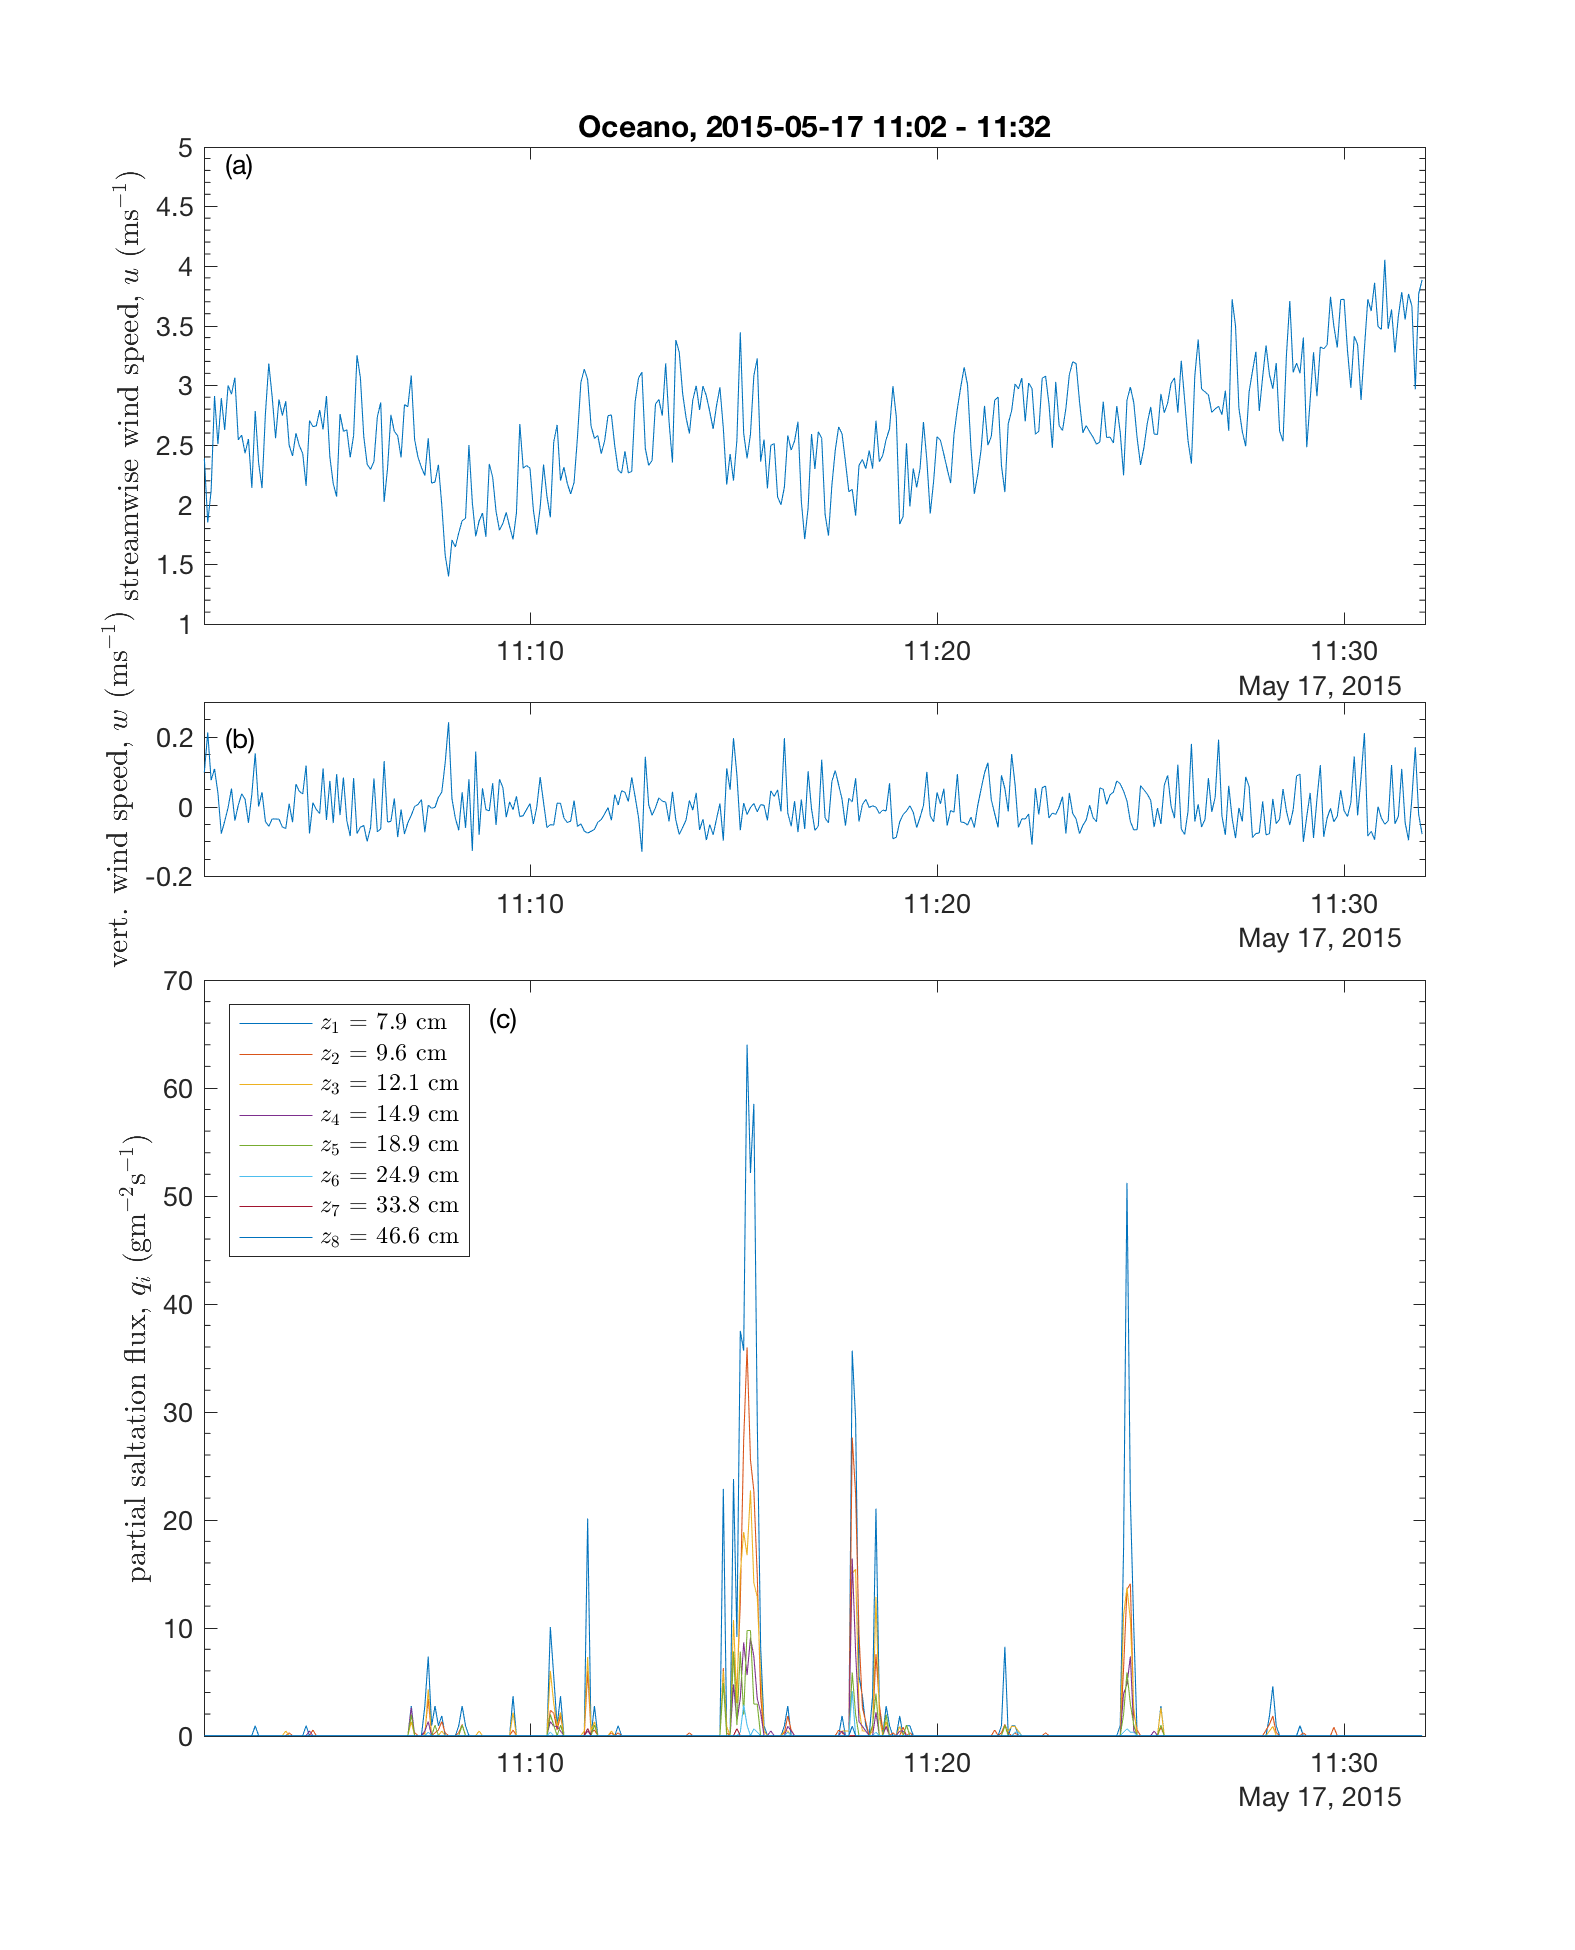 Oceano, 2015-05-17 11:02 - 11:32
(a)
streamwise wind speed, u (ms⁻¹)
5
4.5
4
3.5
3
2.5
2
1.5
1
11:10 11:20 11:30
May 17, 2015
(b)
vert. wind speed, w (ms⁻¹)
0.2
0
-0.2
11:10 11:20 11:30
May 17, 2015
(c)
partial saltation flux, qᵢ (gm⁻²s⁻¹)
70
60
50
40
30
20
10
0
z₁ = 7.9 cm
z₂ = 9.6 cm
z₃ = 12.1 cm
z₄ = 14.9 cm
z₅ = 18.9 cm
z₆ = 24.9 cm
z₇ = 33.8 cm
z₈ = 46.6 cm
11:10 11:20 11:30
May 17, 2015